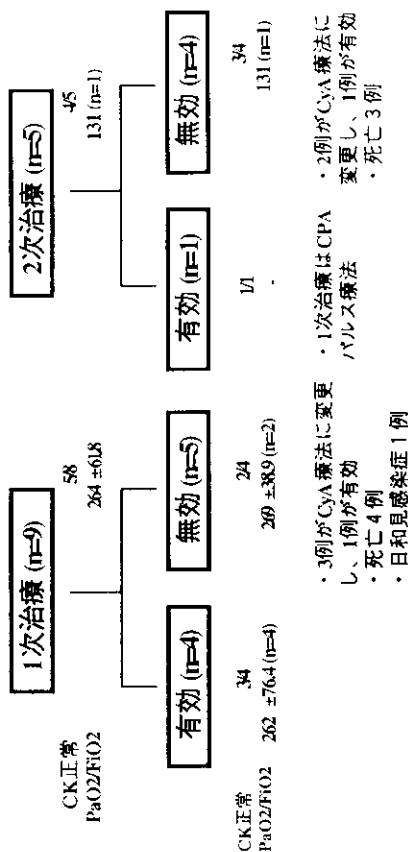 1次治療 (n=9)
2次治療 (n=5)
CK正常 5/8 4/5
PaO2/FiO2 264 ±61.8 131 (n=1)
有効 (n=4)
無効 (n=5)
有効 (n=1)
無効 (n=4)
CK正常 3/4 2/4 1/1 3/4
PaO2/FiO2 262 ±76.4 (n=4) 269 ±38.9 (n=2) - 131 (n=1)
・3例がCyA療法に変更
し、1例が有効
・死亡4例
・日和見感染症1例
・1次治療はCPA
パルス療法
・2例がCyA療法に
変更し、1例が有効
・死亡3例